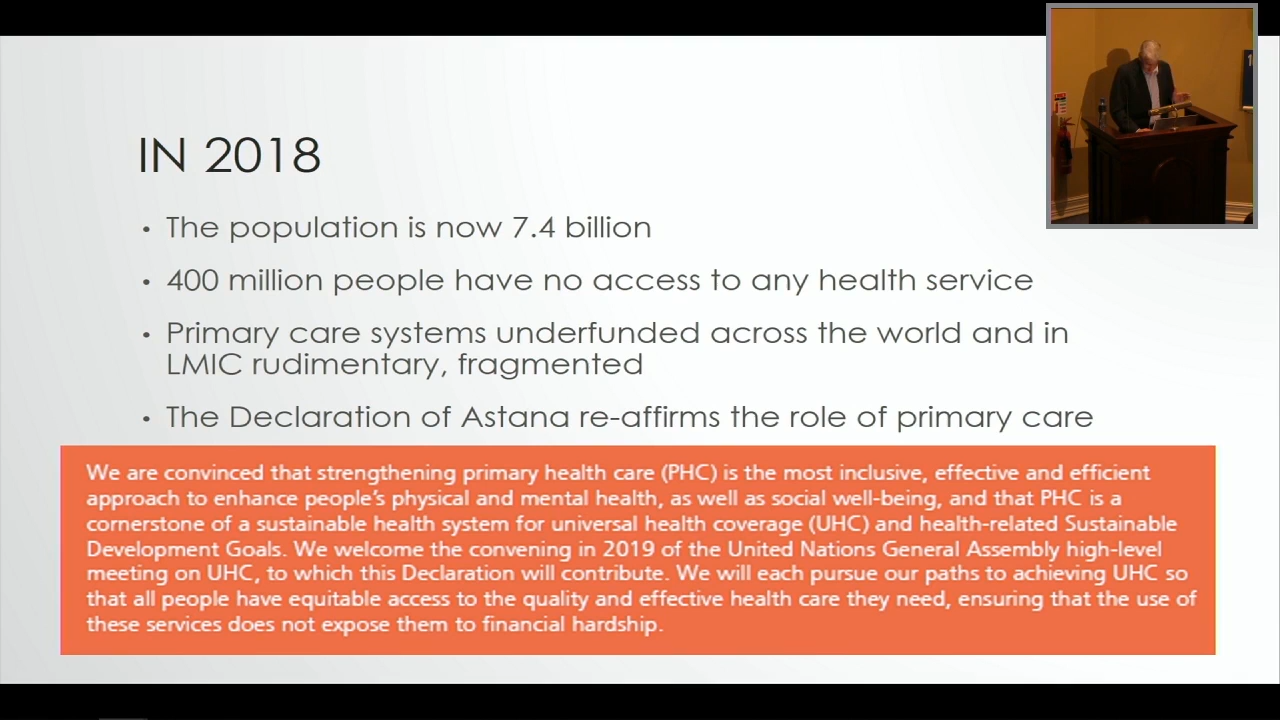 IN 2018
• The population is now 7.4 billion
• 400 million people have no access to any health service
• Primary care systems underfunded across the world and in
LMIC rudimentary, fragmented
• The Declaration of Astana re-affirms the role of primary care
We are convinced that strengthening primary health care (PHC) is the most inclusive, effective and efficient
approach to enhance people's physical and mental health, as well as social well-being, and that PHC is a
cornerstone of a sustainable health system for universal health coverage (UHC) and health-related Sustainable
Development Goals. We welcome the convening in 2019 of the United Nations General Assembly high-level
meeting on UHC, to which this Declaration will contribute. We will each pursue our paths to achieving UHC so
that all people have equitable access to the quality and effective health care they need, ensuring that the use of
these services does not expose them to financial hardship.